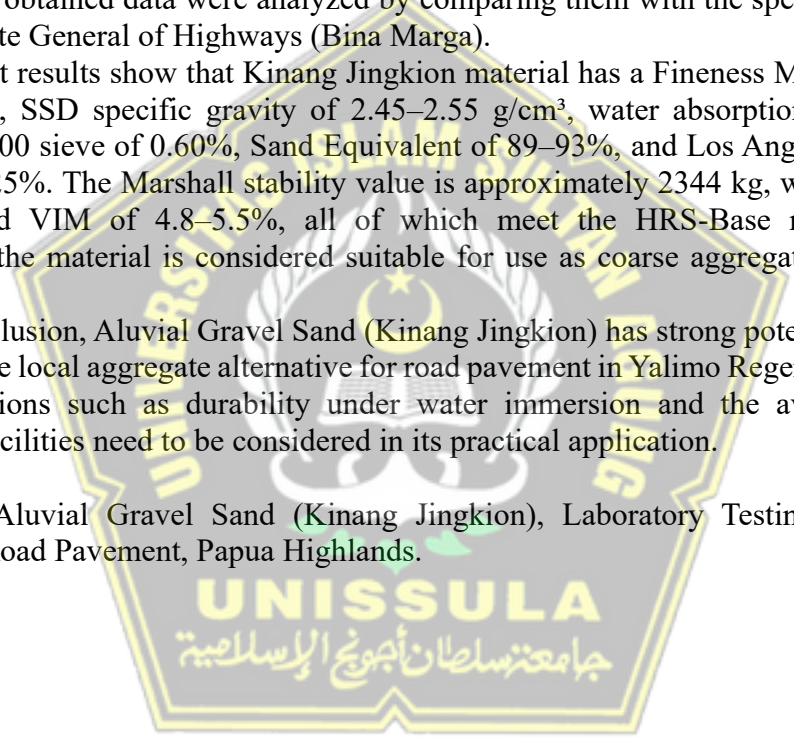 obtained data were analyzed by comparing them with the spe
te General of Highways (Bina Marga).
t results show that Kinang Jingkion material has a Fineness M
, SSD specific gravity of 2.45–2.55 g/cm³, water absorption
00 sieve of 0.60%, Sand Equivalent of 89–93%, and Los Ang
25%. The Marshall stability value is approximately 2344 kg, w
d VIM of 4.8–5.5%, all of which meet the HRS-Base r
the material is considered suitable for use as coarse aggregat
lusion, Aluvial Gravel Sand (Kinang Jingkion) has strong pote
e local aggregate alternative for road pavement in Yalimo Rege
ions such as durability under water immersion and the av
cilities need to be considered in its practical application.
Aluvial Gravel Sand (Kinang Jingkion), Laboratory Testin
oad Pavement, Papua Highlands.
UNIVERSITAS ISLAM SULTAN AGUNG
UNISSULA
جامعة سلطان أجونج الإسلامية